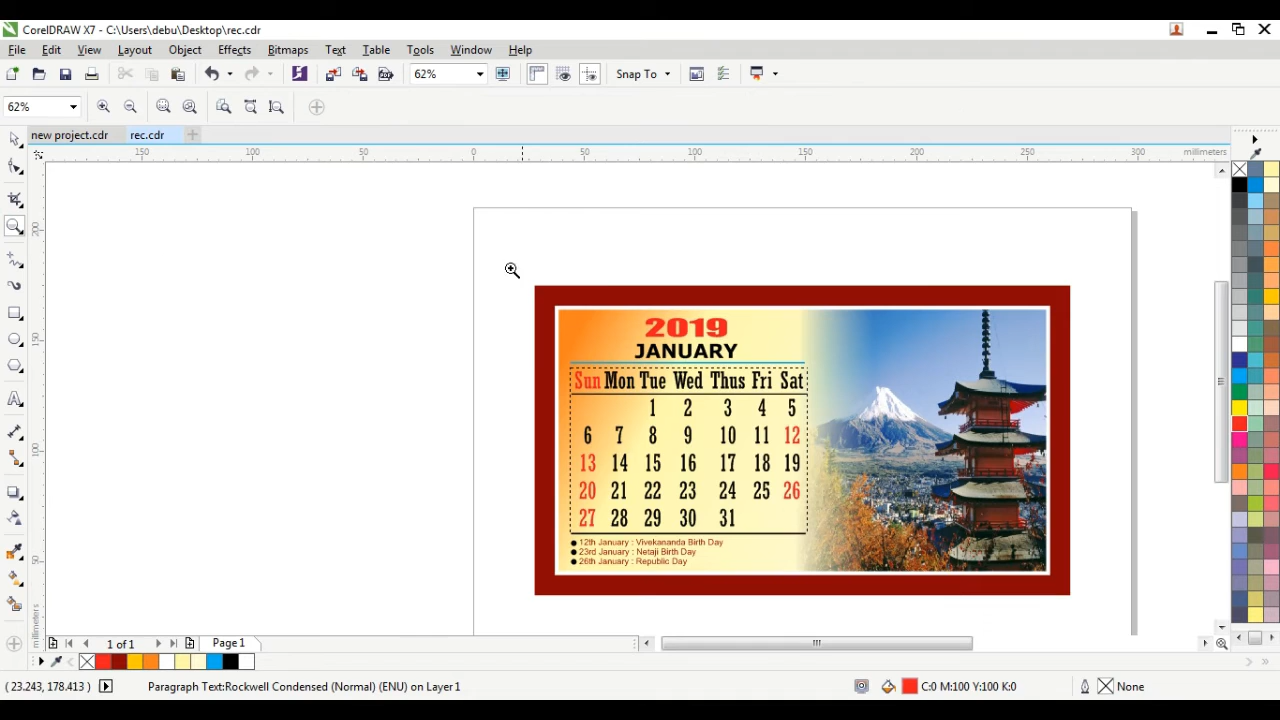 CorelDRAW X7 - C:\Users\debu\Desktop\rec.cdr
File Edit View Layout Object Effects Bitmaps Text Table Tools Window Help
62% Snap To
62%
new project.cdr rec.cdr
150 100 50 0 50 100 150 200 250 300 millimeters
200
150
100
50
millimeters
2019
JANUARY
Sun Mon Tue Wed Thus Fri Sat
1 2 3 4 5
6 7 8 9 10 11 12
13 14 15 16 17 18 19
20 21 22 23 24 25 26
27 28 29 30 31
● 12th January : Vivekananda Birth Day
● 23rd January : Netaji Birth Day
● 26th January : Republic Day
1 of 1 Page 1
( 23.243, 178.413 ) Paragraph Text:Rockwell Condensed (Normal) (ENU) on Layer 1 C:0 M:100 Y:100 K:0 None